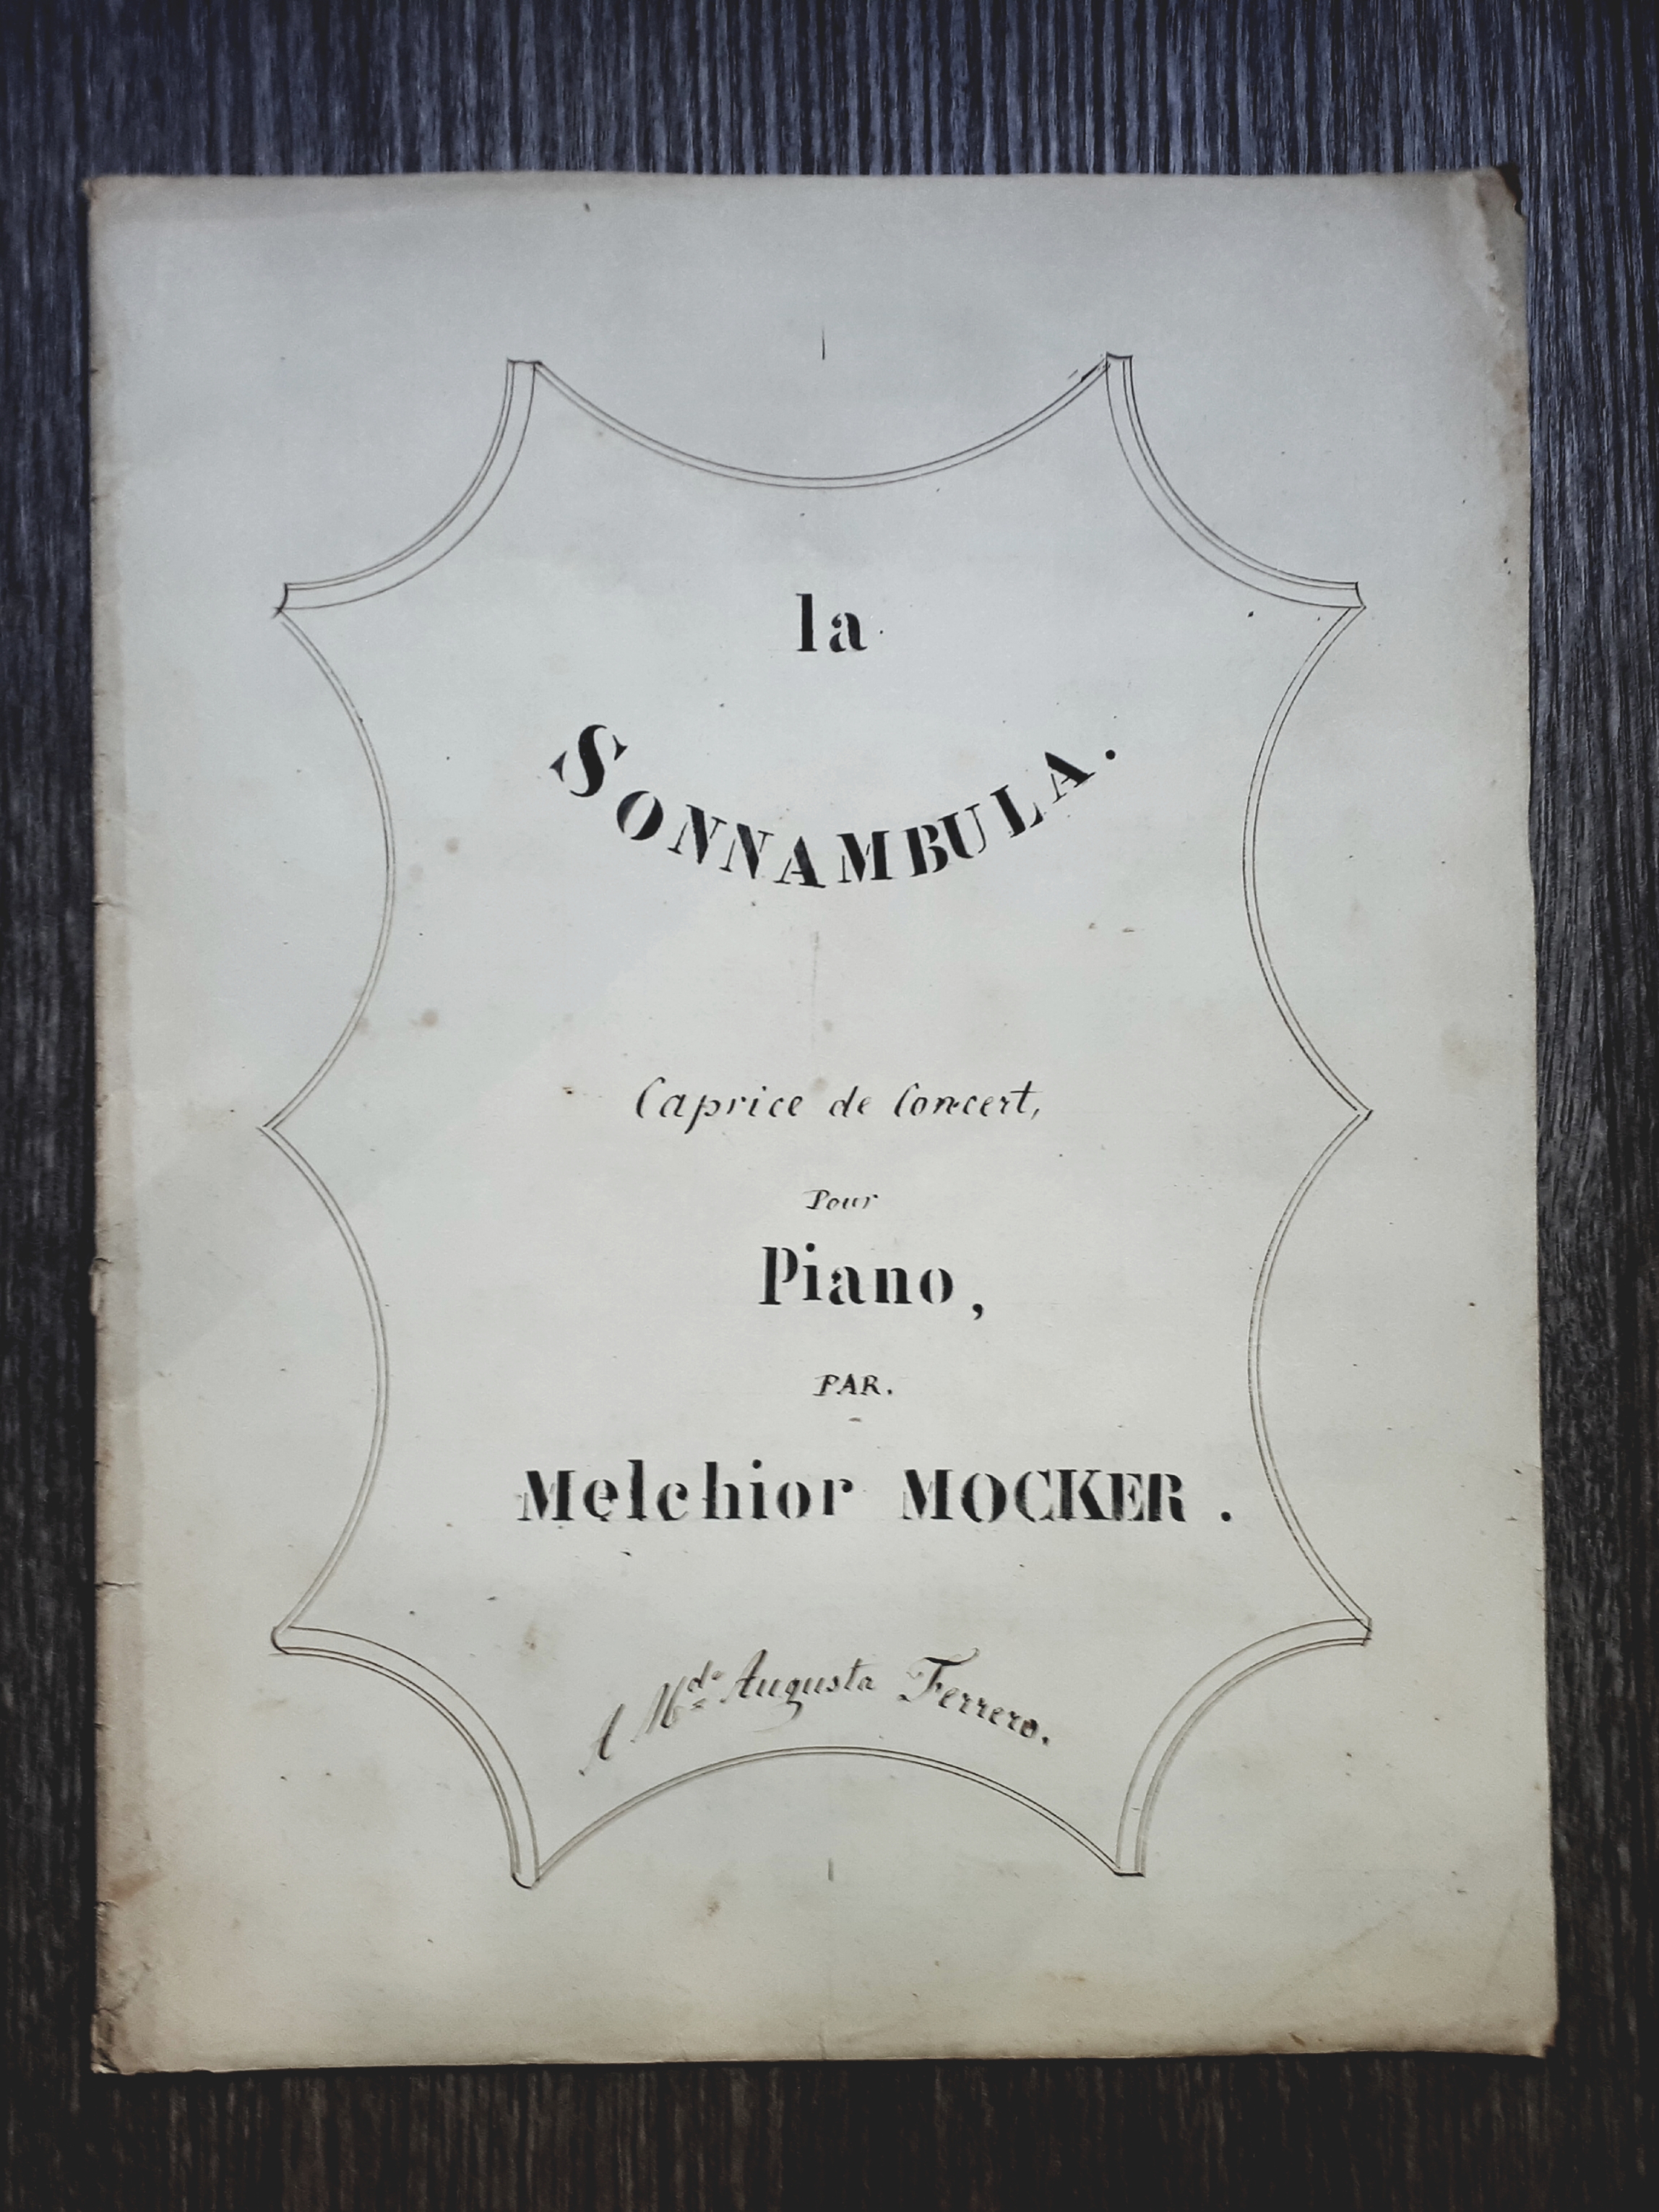 la
SONNAMBULA.
Caprice de Concert,
Pour
Piano,
PAR.
Melchior MOCKER.
A Mde Augusta Ferrero.